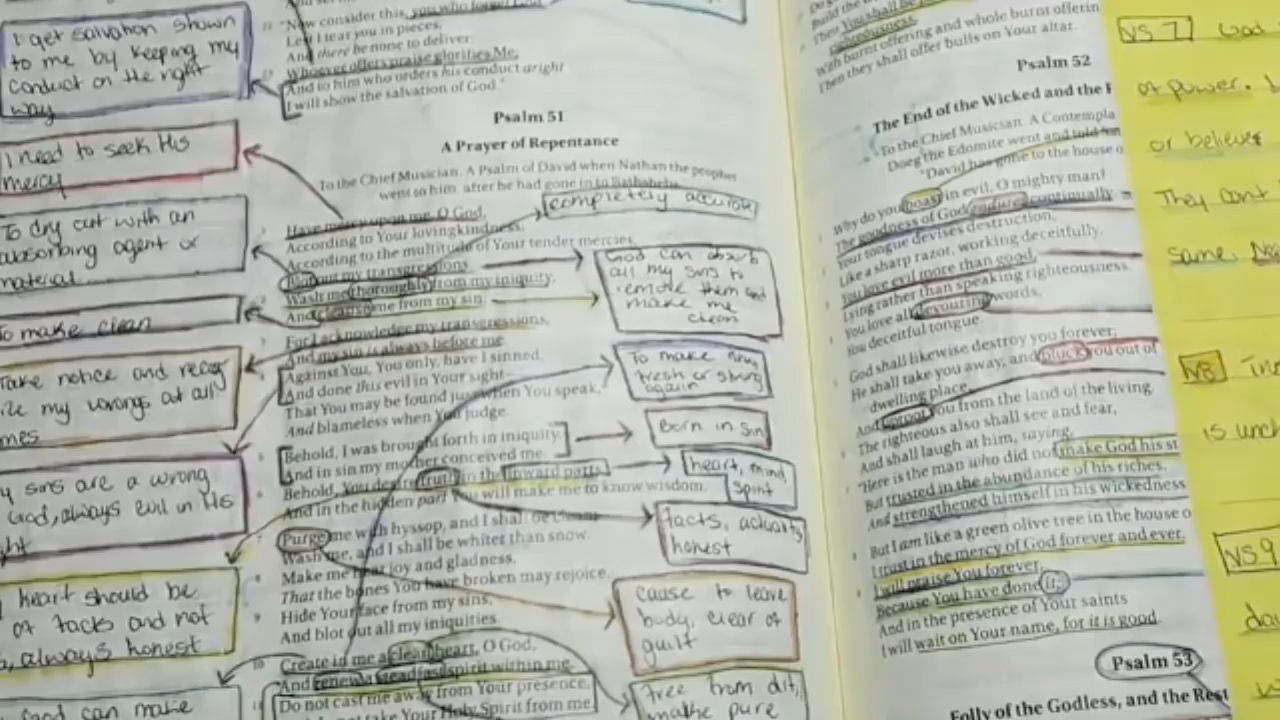 I get salvation shown
to me by keeping my
conduct on the right
way
I need to seek His
mercy
To dry out with an
absorbing agent or
material
To make clean
Take notice and
my wrongs at all
sins are a wrong
God, always evil in His
heart should be
of facts and not
always honest
God can make
"Now consider this, you who forget God,
Lest I tear you in pieces,
And there be none to deliver:
Whoever offers praise glorifies Me;
And to him who orders his conduct aright
I will show the salvation of God."
Psalm 51
A Prayer of Repentance
To the Chief Musician. A Psalm of David when Nathan the prophet
went to him, after he had gone in to Bathsheba.
Have mercy upon me, O God,
According to Your lovingkindness;
According to the multitude of Your tender mercies,
Blot out my transgressions.
Wash me thoroughly from my iniquity,
And cleanse me from my sin.
For I acknowledge my transgressions,
And my sin is always before me.
Against You, You only, have I sinned,
And done this evil in Your sight—
That You may be found just when You speak,
And blameless when You judge.
Behold, I was brought forth in iniquity,
And in sin my mother conceived me.
Behold, You desire truth in the inward parts,
And in the hidden part You will make me to know wisdom.
7 Purge me with hyssop, and I shall be clean;
Wash me, and I shall be whiter than snow.
8 Make me hear joy and gladness,
That the bones You have broken may rejoice.
9 Hide Your face from my sins,
And blot out all my iniquities.
10 Create in me a clean heart, O God,
And renew a steadfast spirit within me.
11 Do not cast me away from Your presence,
And do not take Your Holy Spirit from me.
completely accurate
God can absorb
all my sins to
remove them and
make me
clean
To make new,
fresh or strong
again
Born in sin
heart, mind
spirit
facts, actuality
honest
cause to leave
body, clear of
guilt
free from dirt,
make pure
Then You shall be
righteousness,
With burnt offering and whole burnt offerin
Then they shall offer bulls on Your altar.
Psalm 52
The End of the Wicked and the
To the Chief Musician. A Contempla
Doeg the Edomite went and told
"David has gone to the house o
Why do you boast in evil, O mighty man?
The goodness of God endures continually
Your tongue devises destruction,
Like a sharp razor, working deceitfully.
You love evil more than good,
Lying rather than speaking righteousness.
You love all devouring words,
You deceitful tongue.
God shall likewise destroy you forever;
He shall take you away, and pluck you out of
dwelling place,
And uproot you from the land of the living.
The righteous also shall see and fear,
And shall laugh at him, saying,
"Here is the man who did not make God his st
But trusted in the abundance of his riches,
And strengthened himself in his wickedness
But I am like a green olive tree in the house o
I trust in the mercy of God forever and ever.
I will praise You forever,
Because You have done it;
And in the presence of Your saints
I will wait on Your name, for it is good.
Psalm 53
Folly of the Godless, and the Rest
VS 7 God
of power.
or believer
They cant
same.
V8
is unch
VS 9